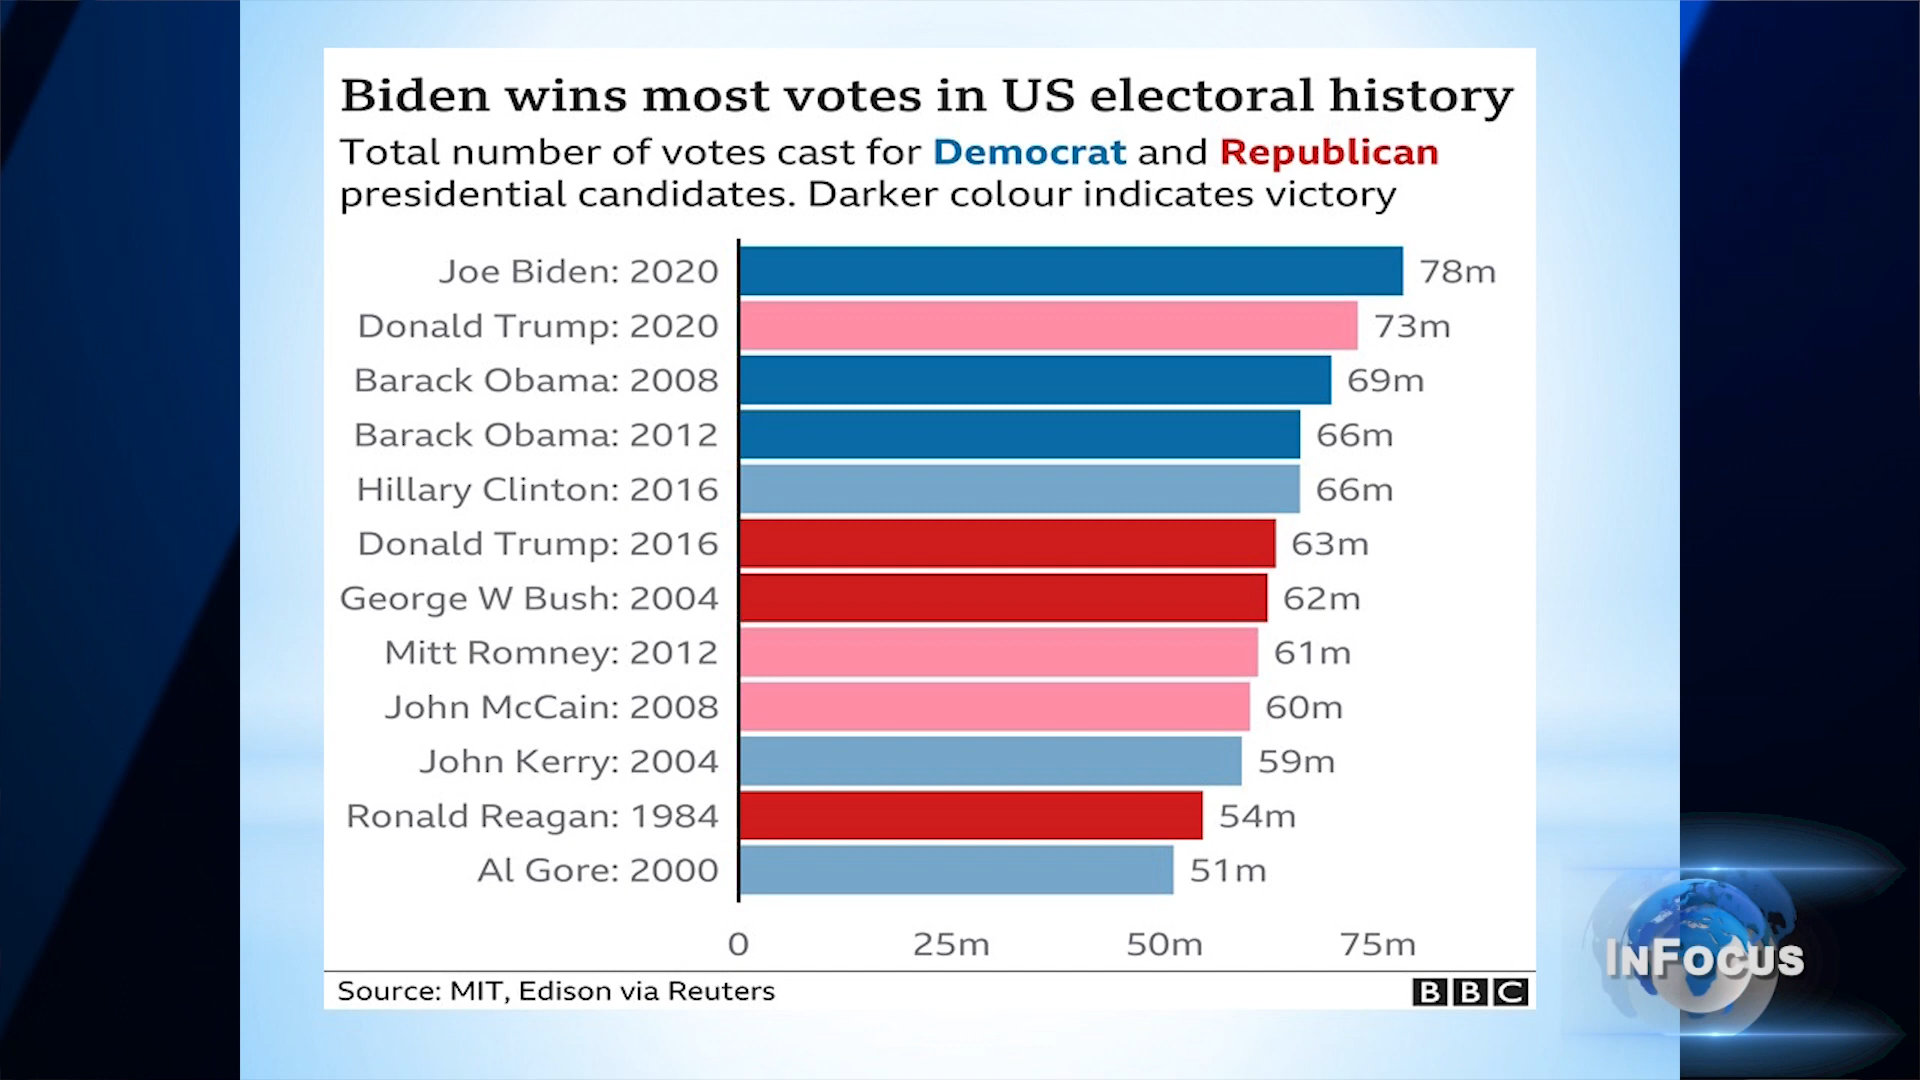 Biden wins most votes in US electoral history
Total number of votes cast for Democrat and Republican
presidential candidates. Darker colour indicates victory
Joe Biden: 2020 78m
Donald Trump: 2020 73m
Barack Obama: 2008 69m
Barack Obama: 2012 66m
Hillary Clinton: 2016 66m
Donald Trump: 2016 63m
George W Bush: 2004 62m
Mitt Romney: 2012 61m
John McCain: 2008 60m
John Kerry: 2004 59m
Ronald Reagan: 1984 54m
Al Gore: 2000 51m
0 25m 50m 75m
Source: MIT, Edison via Reuters
BBC
INFOCUS